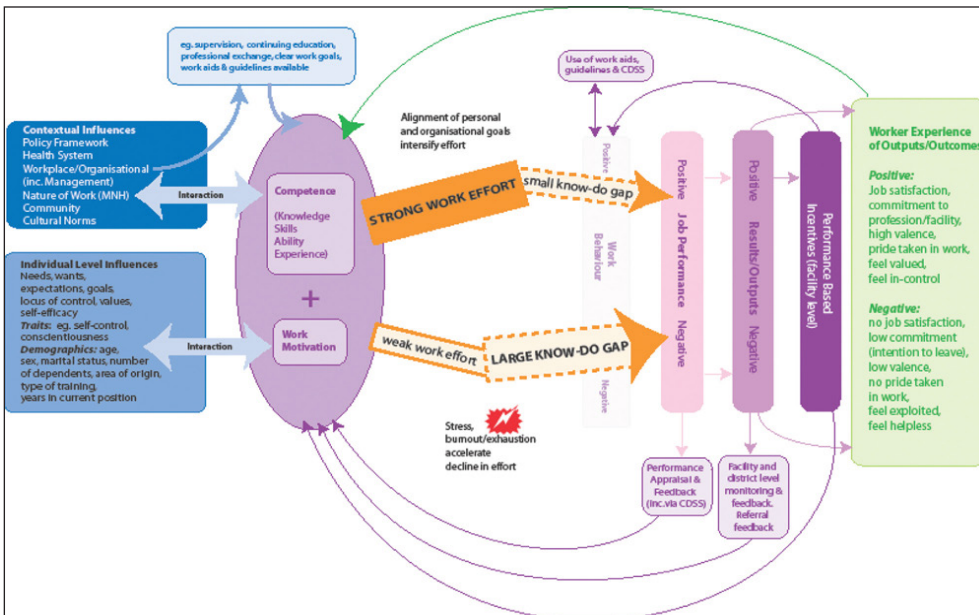 eg. supervision, continuing education,
professional exchange, clear work goals,
work aids & guidelines available
Contextual Influences
Policy Framework
Health System
Workplace/Organisational
(inc. Management)
Nature of Work (MNH)
Community
Cultural Norms
Interaction
Individual Level Influences
Needs, wants,
expectations, goals,
locus of control, values,
self-efficacy
Traits: eg. self-control,
conscientiousness
Demographics: age,
sex, marital status, number
of dependents, area of origin,
type of training,
years in current position
Interaction
Competence
(Knowledge
Skills
Ability
Experience)
+
Work
Motivation
Alignment of personal
and organisational goals
intensify effort
STRONG WORK EFFORT
small know-do gap
weak work effort
LARGE KNOW-DO GAP
Stress,
burnout/exhaustion
accelerate
decline in effort
Use of work aids,
guidelines & CDSS
Positive
Work
Behaviour
Negative
Positive Job Performance Negative
Positive Results/Outputs Negative
Performance Based
Incentives (facility level)
Performance
Appraisal &
Feedback
(inc.via CDSS)
Facility and
district level
monitoring &
feedback.
Referral
feedback
Worker Experience
of Outputs/Outcomes
Positive:
Job satisfaction,
commitment to
profession/facility,
high valence,
pride taken in work,
feel valued,
feel in-control
Negative:
no job satisfaction,
low commitment
(intention to leave),
low valence,
no pride taken
in work,
feel exploited,
feel helpless